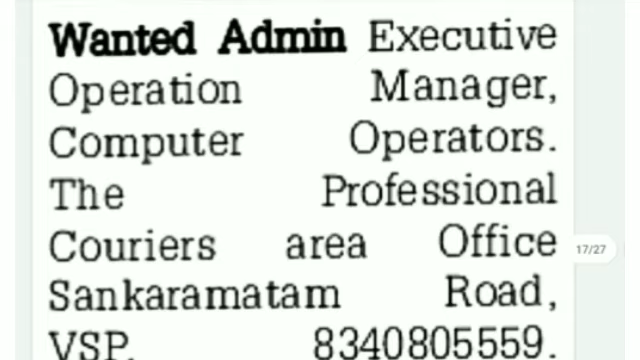 Wanted Admin Executive
Operation Manager,
Computer Operators.
The Professional
Couriers area Office
Sankaramatam Road,
VSP. 8340805559.
17/27